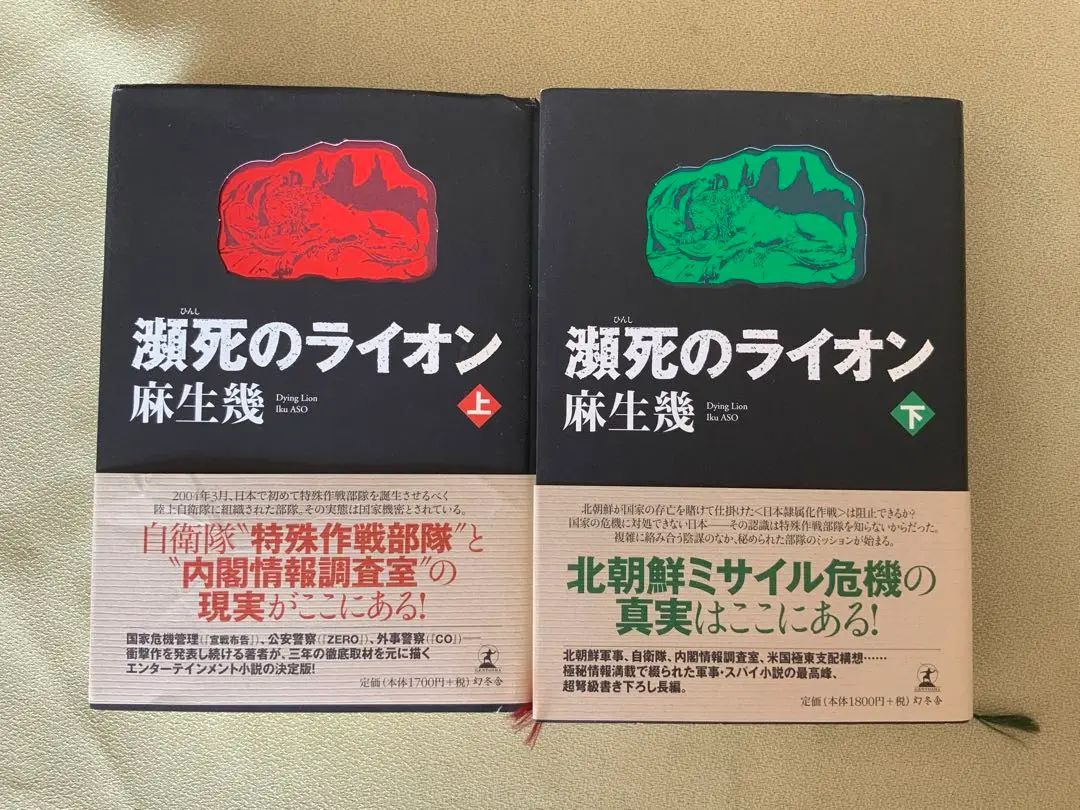 ひんし
瀕死のライオン
麻生幾
Dying Lion
Iku ASO
上
2004年3月、日本で初めて特殊作戦部隊を誕生させるべく
陸上自衛隊に組織された部隊。その実態は国家機密とされている。
自衛隊“特殊作戦部隊”と
“内閣情報調査室”の
現実がここにある!
国家危機管理(『宣戦布告』)、公安警察(『ZERO』)、外事警察(『CO』)──
衝撃作を発表し続ける著者が、三年の徹底取材を元に描く
エンターテインメント小説の決定版!
GENTOSHA
定価(本体1700円+税) 幻冬舎
ひんし
瀕死のライオン
麻生幾
Dying Lion
Iku ASO
下
北朝鮮が国家の存亡を賭けて仕掛けた<日本隷属化作戦>は阻止できるか?
国家の危機に対処できない日本──その認識は特殊作戦部隊を知らないからだった。
複雑に絡み合う陰謀のなか、秘められた部隊のミッションが始まる。
北朝鮮ミサイル危機の
真実はここにある!
北朝鮮軍事、自衛隊、内閣情報調査室、米国極東支配構想……
極秘情報満載で綴られた軍事・スパイ小説の最高峰、
超弩級書き下ろし長編。
GENTOSHA
定価(本体1800円+税) 幻冬舎